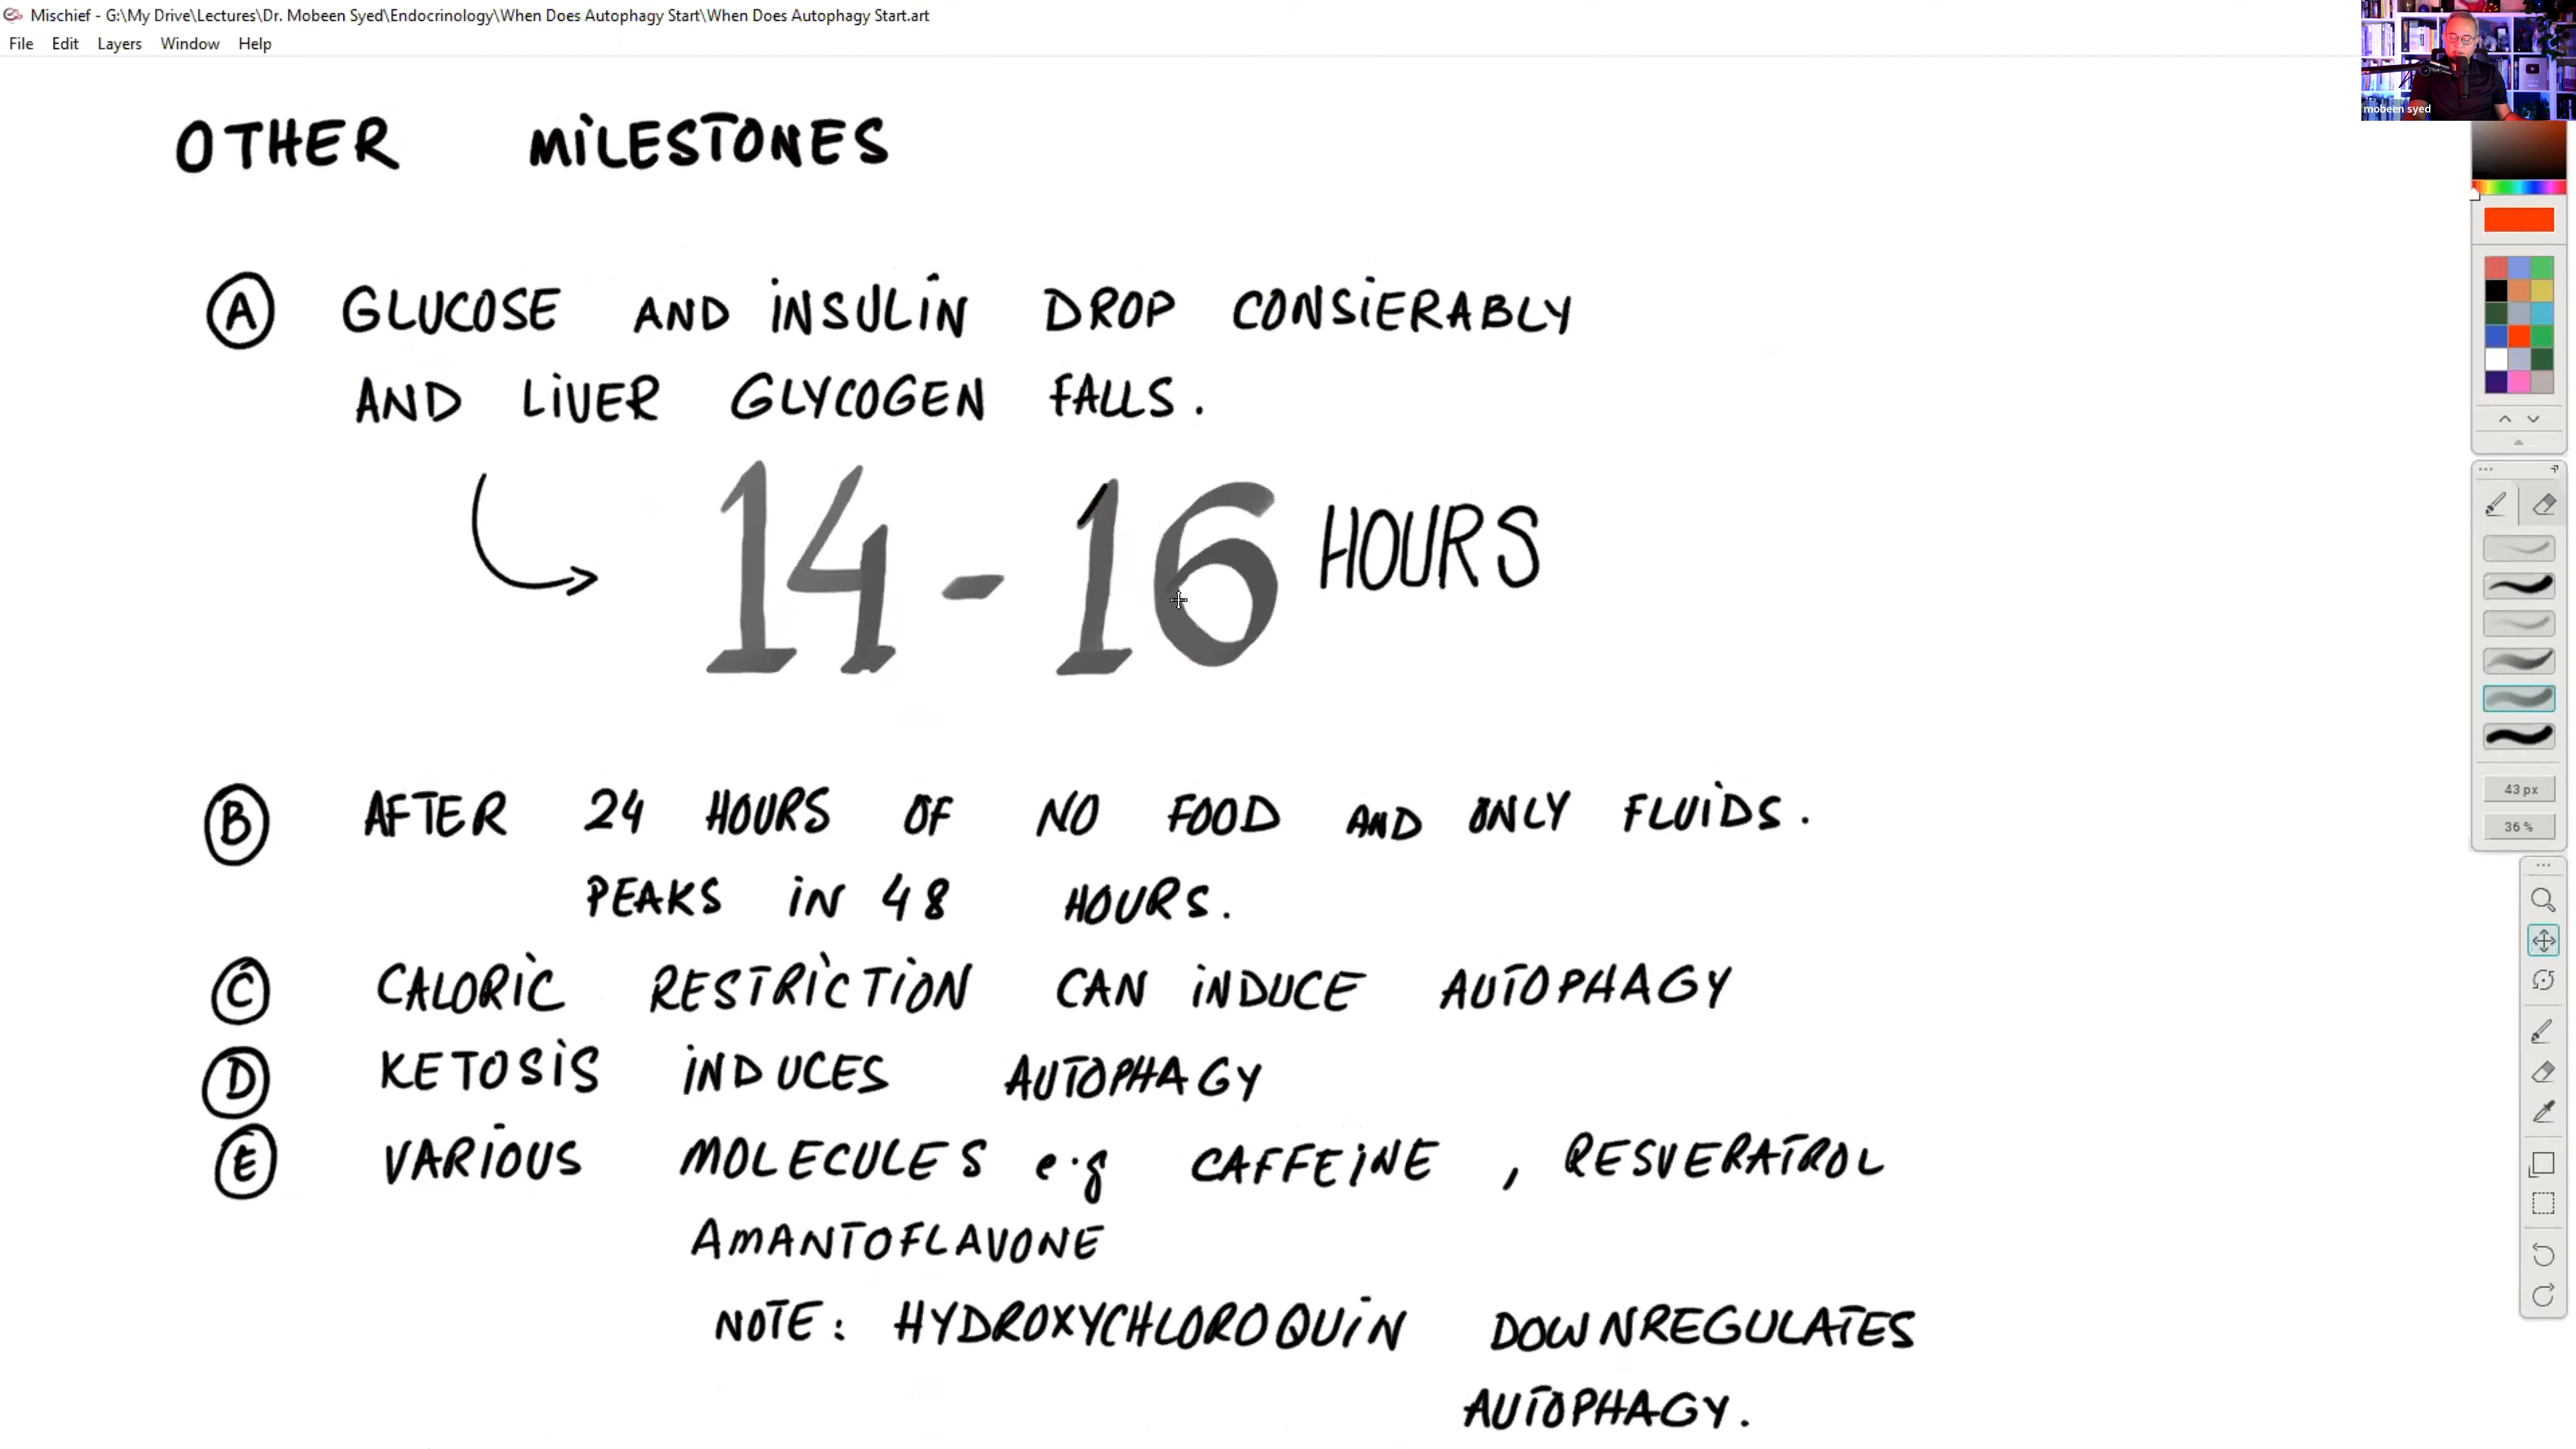 Mischief - G:\My Drive\Lectures\Dr. Mobeen Syed\Endocrinology\When Does Autophagy Start\When Does Autophagy Start.art
File Edit Layers Window Help
mobeen syed
OTHER MILESTONES
A GLUCOSE AND INSULIN DROP CONSIERABLY
AND LIVER GLYCOGEN FALLS.
14-16 HOURS
B AFTER 24 HOURS OF NO FOOD AND ONLY FLUIDS.
PEAKS IN 48 HOURS.
C CALORIC RESTRICTION CAN INDUCE AUTOPHAGY
D KETOSIS INDUCES AUTOPHAGY
E VARIOUS MOLECULES e.g CAFFEINE, RESVERATROL
AMANTOFLAVONE
NOTE: HYDROXYCHLOROQUIN DOWNREGULATES
AUTOPHAGY.
43 px
36 %